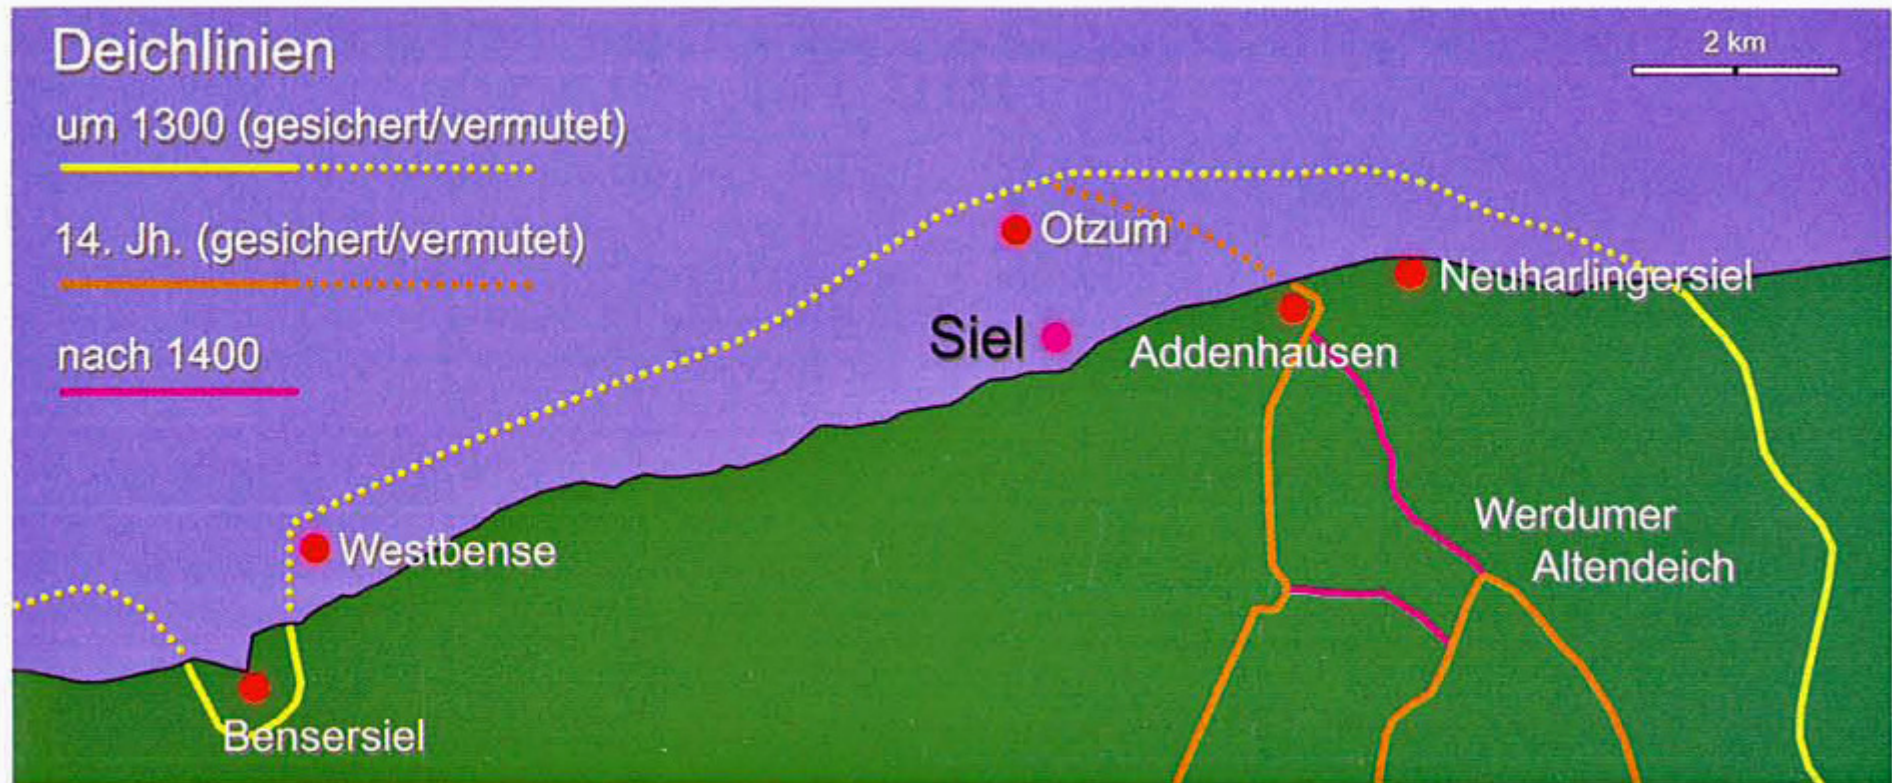 Deichlinien
2 km
um 1300 (gesichert/vermutet)
14. Jh. (gesichert/vermutet)
nach 1400
Otzum
Neuharlingersiel
Siel
Addenhausen
Westbense
Werdumer
Altendeich
Bensersiel